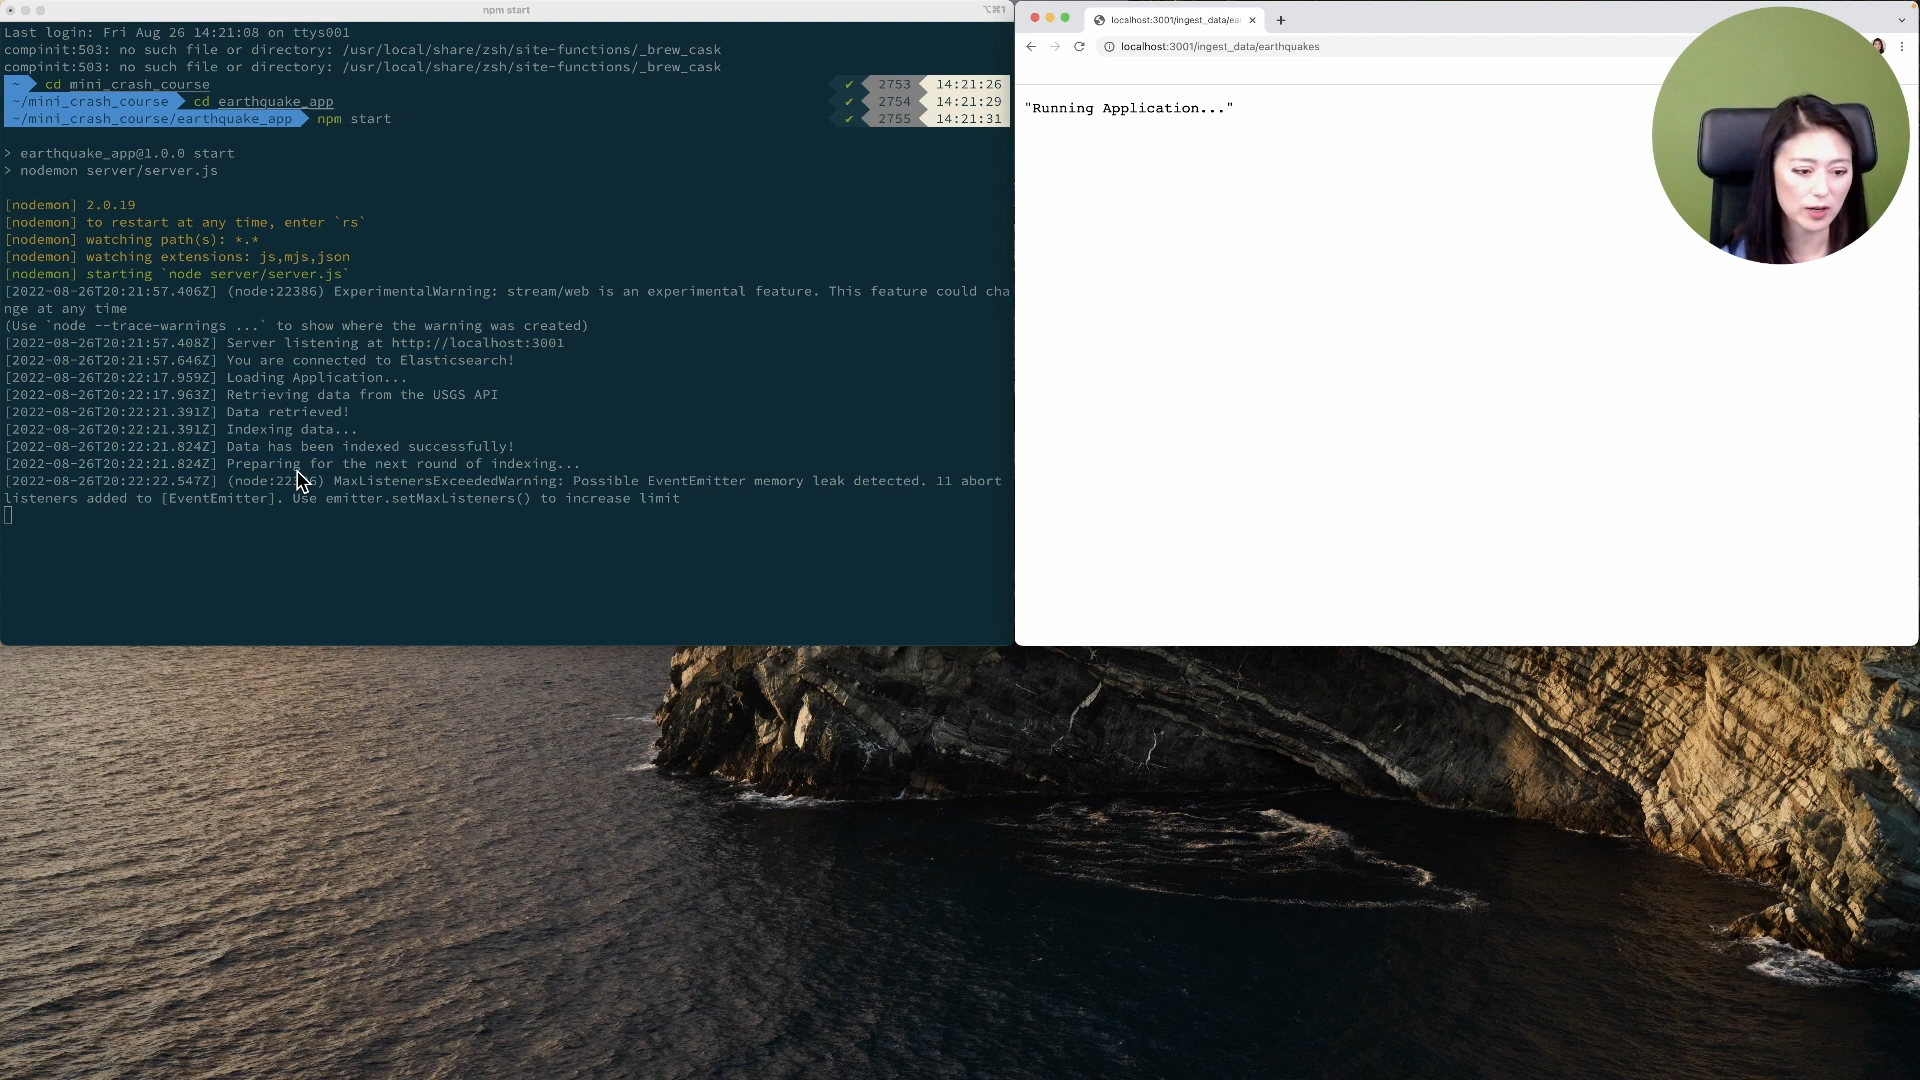 npm start
⌥⌘1
Last login: Fri Aug 26 14:21:08 on ttys001
compinit:503: no such file or directory: /usr/local/share/zsh/site-functions/_brew_cask
compinit:503: no such file or directory: /usr/local/share/zsh/site-functions/_brew_cask
~ cd mini_crash_course ✔ 2753 14:21:26
~/mini_crash_course cd earthquake_app ✔ 2754 14:21:29
~/mini_crash_course/earthquake_app npm start ✔ 2755 14:21:31
> earthquake_app@1.0.0 start
> nodemon server/server.js
[nodemon] 2.0.19
[nodemon] to restart at any time, enter `rs`
[nodemon] watching path(s): *.*
[nodemon] watching extensions: js,mjs,json
[nodemon] starting `node server/server.js`
[2022-08-26T20:21:57.406Z] (node:22386) ExperimentalWarning: stream/web is an experimental feature. This feature could cha
nge at any time
(Use `node --trace-warnings ...` to show where the warning was created)
[2022-08-26T20:21:57.408Z] Server listening at http://localhost:3001
[2022-08-26T20:21:57.646Z] You are connected to Elasticsearch!
[2022-08-26T20:22:17.959Z] Loading Application...
[2022-08-26T20:22:17.963Z] Retrieving data from the USGS API
[2022-08-26T20:22:21.391Z] Data retrieved!
[2022-08-26T20:22:21.391Z] Indexing data...
[2022-08-26T20:22:21.824Z] Data has been indexed successfully!
[2022-08-26T20:22:21.824Z] Preparing for the next round of indexing...
[2022-08-26T20:22:22.547Z] MaxListenersExceededWarning: Possible EventEmitter memory leak detected. 11 abort
listeners added to [EventEmitter]. Use emitter.setMaxListeners() to increase limit
localhost:3001/ingest_data/ea
localhost:3001/ingest_data/earthquakes
"Running Application..."